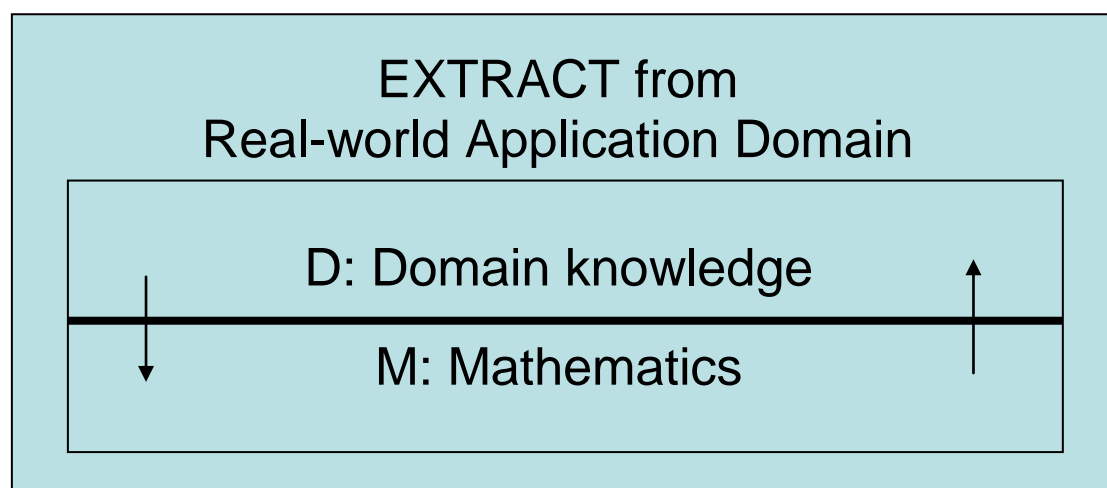 EXTRACT from
Real-world Application Domain
D: Domain knowledge
M: Mathematics